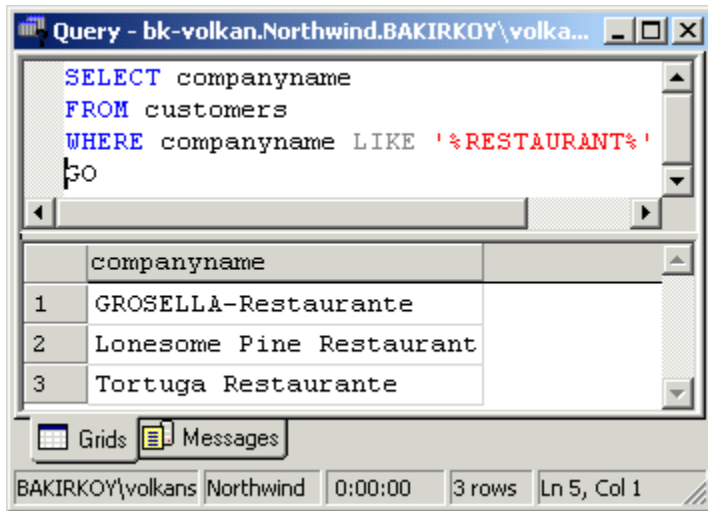 Query - bk-volkan.Northwind.BAKIRKOY\volka...
SELECT companyname
FROM customers
WHERE companyname LIKE '%RESTAURANT%'
GO
companyname
1 GROSELLA-Restaurante
2 Lonesome Pine Restaurant
3 Tortuga Restaurante
Grids Messages
BAKIRKOY\volkans Northwind 0:00:00 3 rows Ln 5, Col 1